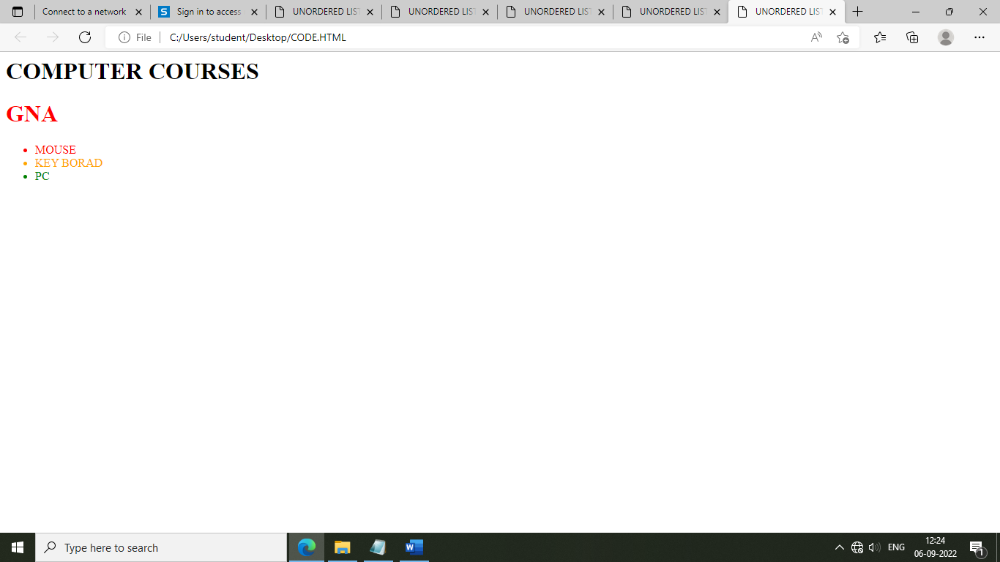 Connect to a network
Sign in to access
UNORDERED LIST
UNORDERED LIST
UNORDERED LIST
UNORDERED LIST
UNORDERED LIST
File
C:/Users/student/Desktop/CODE.HTML
COMPUTER COURSES
GNA
MOUSE
KEY BORAD
PC
Type here to search
ENG
12:24
06-09-2022
1